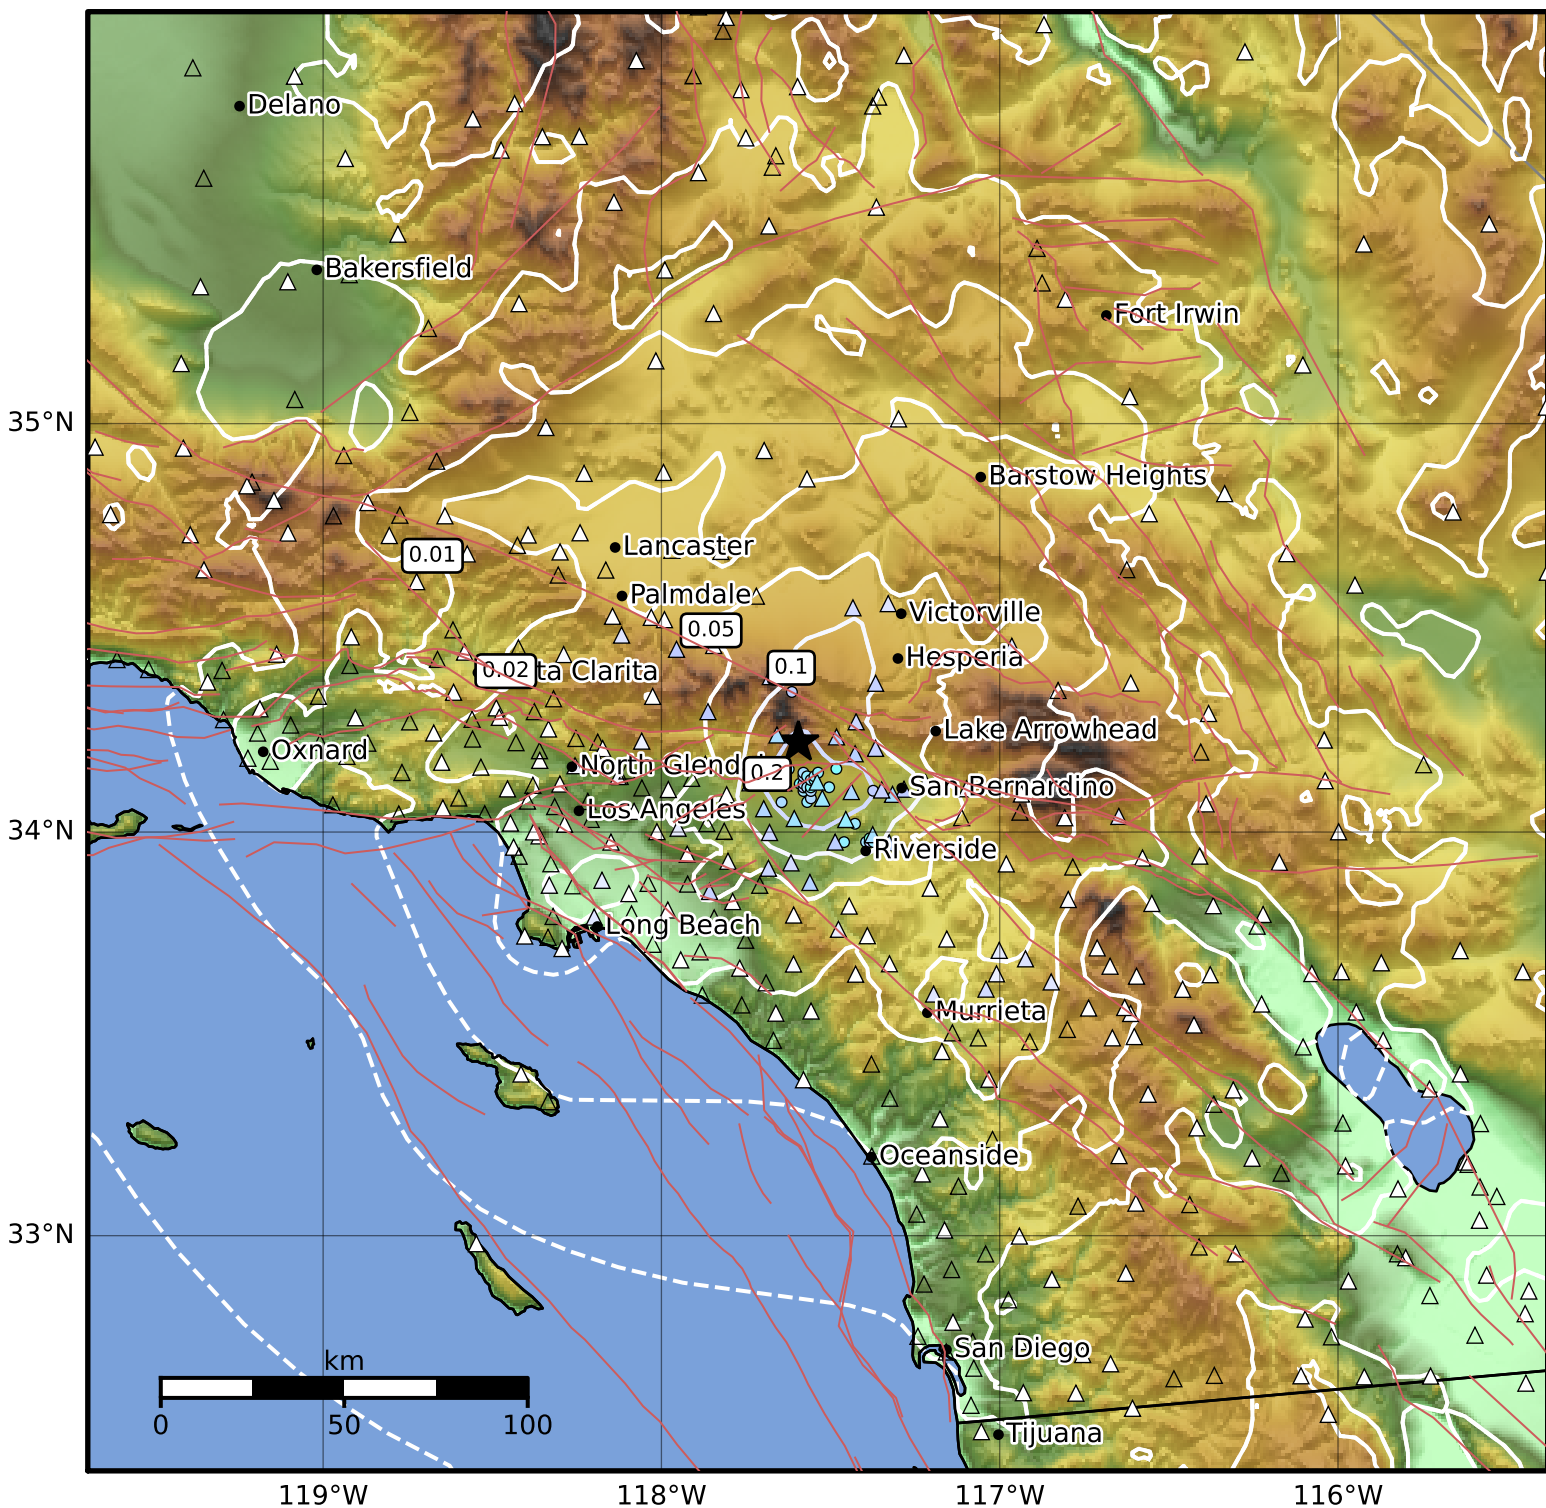 Delano
Bakersfield
Fort Irwin
35°N
Barstow Heights
Lancaster
0.01
Palmdale
Victorville
0.05
Hesperia
0.1
0.02
ta Clarita
Lake Arrowhead
Oxnard
North Glend
0.2
San Bernardino
Los Angeles
34°N
Riverside
Long Beach
Murrieta
Oceanside
33°N
San Diego
km
0 50 100
Tijuana
119°W 118°W 117°W 116°W